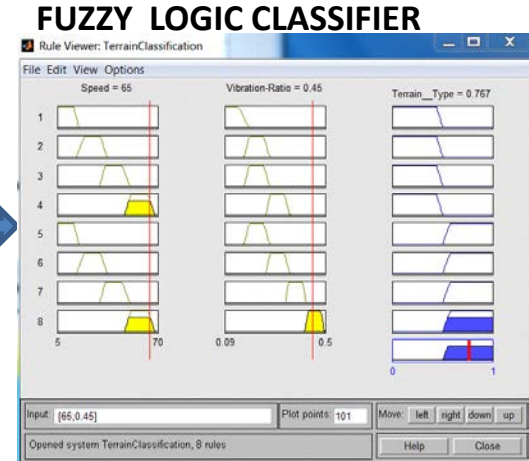 FUZZY LOGIC CLASSIFIER
Rule Viewer: TerrainClassification
File Edit View Options
Speed = 65 Vibration-Ratio = 0.45 Terrain__Type = 0.767
1
2
3
4
5
6
7
8
5 70 0.09 0.5
0 1
Input: [65,0.45] Plot points: 101 Move: left right down up
Opened system TerrainClassification, 8 rules Help Close